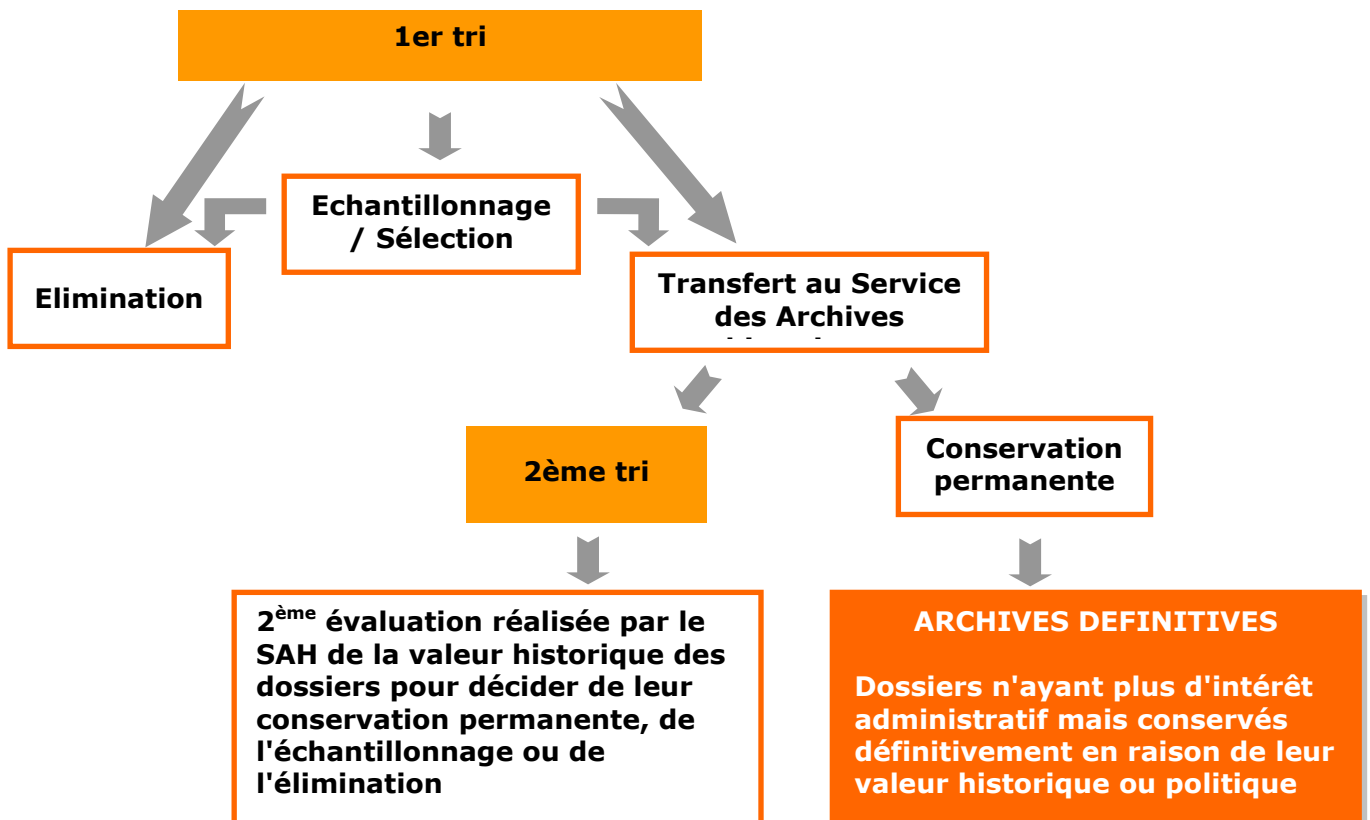 1er tri
Echantillonnage
/ Sélection
Elimination
Transfert au Service
des Archives
2ème tri
Conservation
permanente
2ème évaluation réalisée par le
SAH de la valeur historique des
dossiers pour décider de leur
conservation permanente, de
l'échantillonnage ou de
l'élimination
ARCHIVES DEFINITIVES
Dossiers n'ayant plus d'intérêt
administratif mais conservés
définitivement en raison de leur
valeur historique ou politique